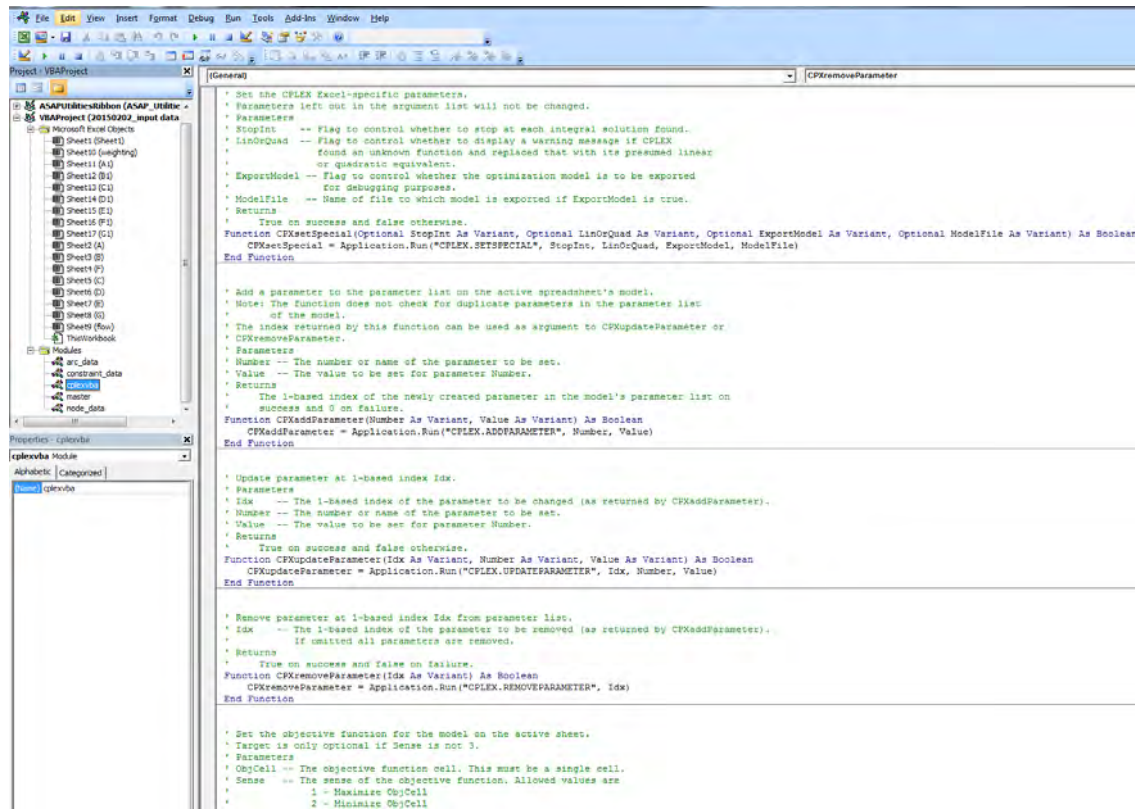 File Edit View Insert Format Debug Run Tools Add-Ins Window Help
Project - VBAProject
(General)
CPXremoveParameter
ASAPUtilitiesRibbon (ASAP_Utilitie
VBAProject (20150202_input data
Microsoft Excel Objects
Sheet1 (Sheet1)
Sheet10 (weighting)
Sheet11 (A1)
Sheet12 (B1)
Sheet13 (C1)
Sheet14 (D1)
Sheet15 (E1)
Sheet16 (F1)
Sheet17 (G1)
Sheet2 (A)
Sheet3 (B)
Sheet4 (F)
Sheet5 (C)
Sheet6 (D)
Sheet7 (E)
Sheet8 (G)
Sheet9 (flow)
ThisWorkbook
Modules
arc_data
constraint_data
cplexvba
master
node_data
Properties - cplexvba
cplexvba Module
Alphabetic Categorized
(Name) cplexvba
' Set the CPLEX Excel-specific parameters.
' Parameters left out in the argument list will not be changed.
' Parameters
' StopInt -- Flag to control whether to stop at each integral solution found.
' LinOrQuad -- Flag to control whether to display a warning message if CPLEX
' found an unknown function and replaced that with its presumed linear
' or quadratic equivalent.
' ExportModel -- Flag to control whether the optimization model is to be exported
' for debugging purposes.
' ModelFile -- Name of file to which model is exported if ExportModel is true.
' Returns
' True on success and false otherwise.
Function CPXsetSpecial(Optional StopInt As Variant, Optional LinOrQuad As Variant, Optional ExportModel As Variant, Optional ModelFile As Variant) As Boolean
CPXsetSpecial = Application.Run("CPLEX.SETSPECIAL", StopInt, LinOrQuad, ExportModel, ModelFile)
End Function
' Add a parameter to the parameter list on the active spreadsheet's model.
' Note: The function does not check for duplicate parameters in the parameter list
' of the model.
' The index returned by this function can be used as argument to CPXupdateParameter or
' CPXremoveParameter.
' Parameters
' Number -- The number or name of the parameter to be set.
' Value -- The value to be set for parameter Number.
' Returns
' The 1-based index of the newly created parameter in the model's parameter list on
' success and 0 on failure.
Function CPXaddParameter(Number As Variant, Value As Variant) As Boolean
CPXaddParameter = Application.Run("CPLEX.ADDPARAMETER", Number, Value)
End Function
' Update parameter at 1-based index Idx.
' Parameters
' Idx -- The 1-based index of the parameter to be changed (as returned by CPXaddParameter).
' Number -- The number or name of the parameter to be set.
' Value -- The value to be set for parameter Number.
' Returns
' True on success and false otherwise.
Function CPXupdateParameter(Idx As Variant, Number As Variant, Value As Variant) As Boolean
CPXupdateParameter = Application.Run("CPLEX.UPDATEPARAMETER", Idx, Number, Value)
End Function
' Remove parameter at 1-based index Idx from parameter list.
' Idx -- The 1-based index of the parameter to be removed (as returned by CPXaddParameter).
' If omitted all parameters are removed.
' Returns
' True on success and false on failure.
Function CPXremoveParameter(Idx As Variant) As Boolean
CPXremoveParameter = Application.Run("CPLEX.REMOVEPARAMETER", Idx)
End Function
' Set the objective function for the model on the active sheet.
' Target is only optional if Sense is not 3.
' Parameters
' ObjCell -- The objective function cell. This must be a single cell.
' Sense -- The sense of the objective function. Allowed values are
' 1 - Maximize ObjCell
' 2 - Minimize ObjCell